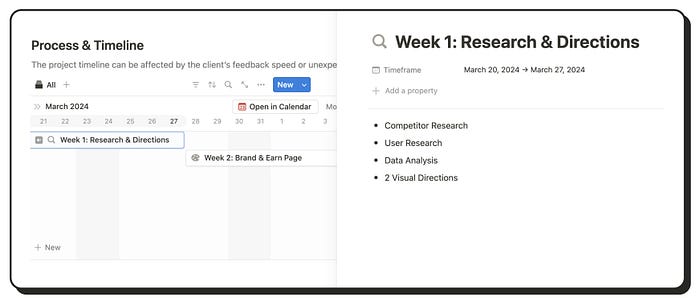 Process & Timeline
The project timeline can be affected by the client's feedback speed or unexpe
All
New
March 2024
Open in Calendar
Mo
21 22 23 24 25 26 27 28 29 30 31 1 2 3
Week 1: Research & Directions
Week 2: Brand & Earn Page
New
Week 1: Research & Directions
Timeframe March 20, 2024 → March 27, 2024
Add a property
Competitor Research
User Research
Data Analysis
2 Visual Directions